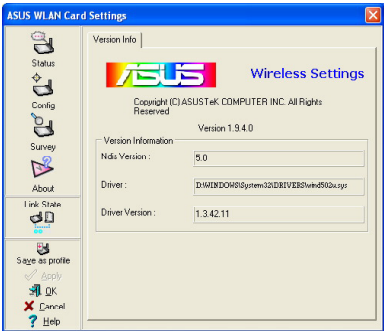 ASUS WLAN Card Settings
Status
Config
Survey
About
Link State
Save as profile
Apply
OK
Cancel
Help
Version Info
ASUS
Wireless Settings
Copyright (C) ASUSTeK COMPUTER INC. All Rights
Reserved
Version 1.9.4.0
Version Information
Ndis Version :
5.0
Driver :
D:\WINDOWS\System32\DRIVERS\wind502u.sys
Driver Version :
1.3.42.11